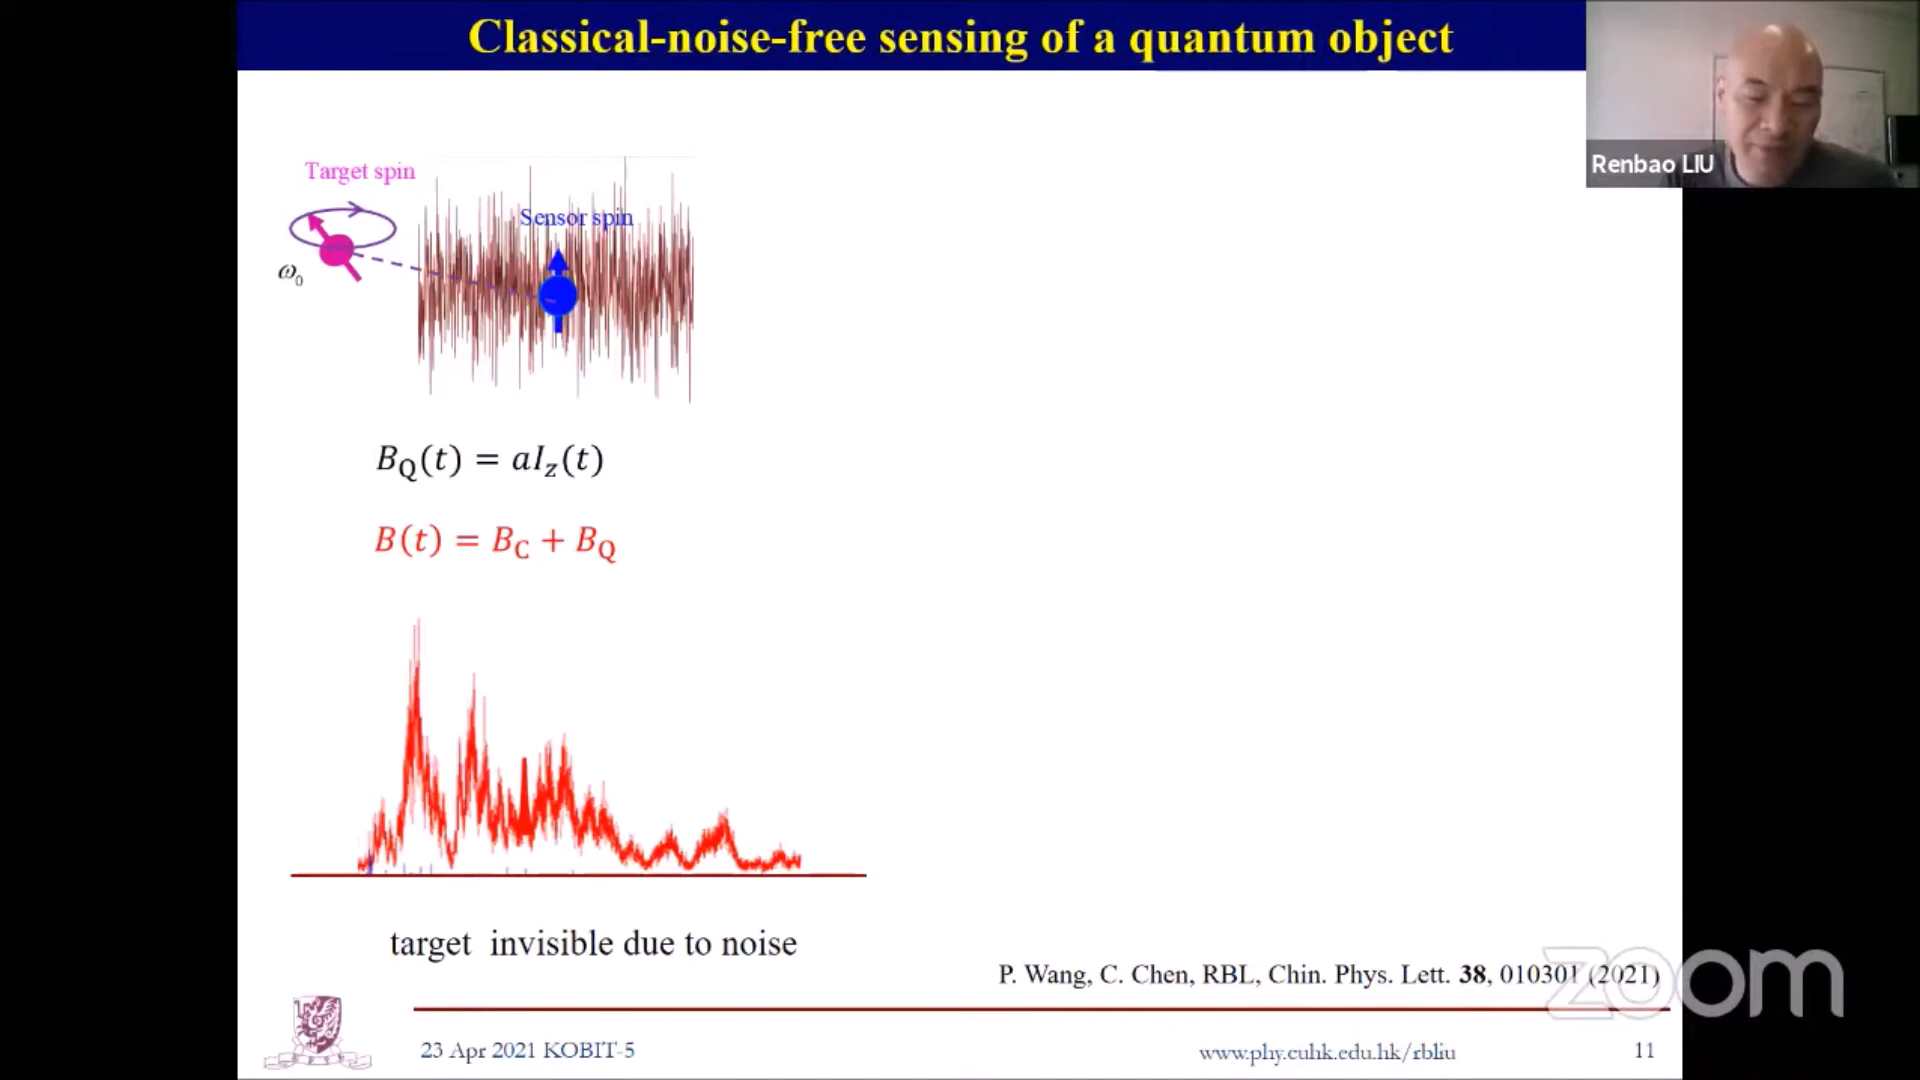 Classical-noise-free sensing of a quantum object
Renbao LIU
Target spin
Sensor spin
ω₀
B_Q(t) = aI_z(t)
B(t) = B_C + B_Q
target invisible due to noise
P. Wang, C. Chen, RBL, Chin. Phys. Lett. 38, 010301 (2021)
zoom
23 Apr 2021 KOBIT-5
www.phy.cuhk.edu.hk/rbliu
11